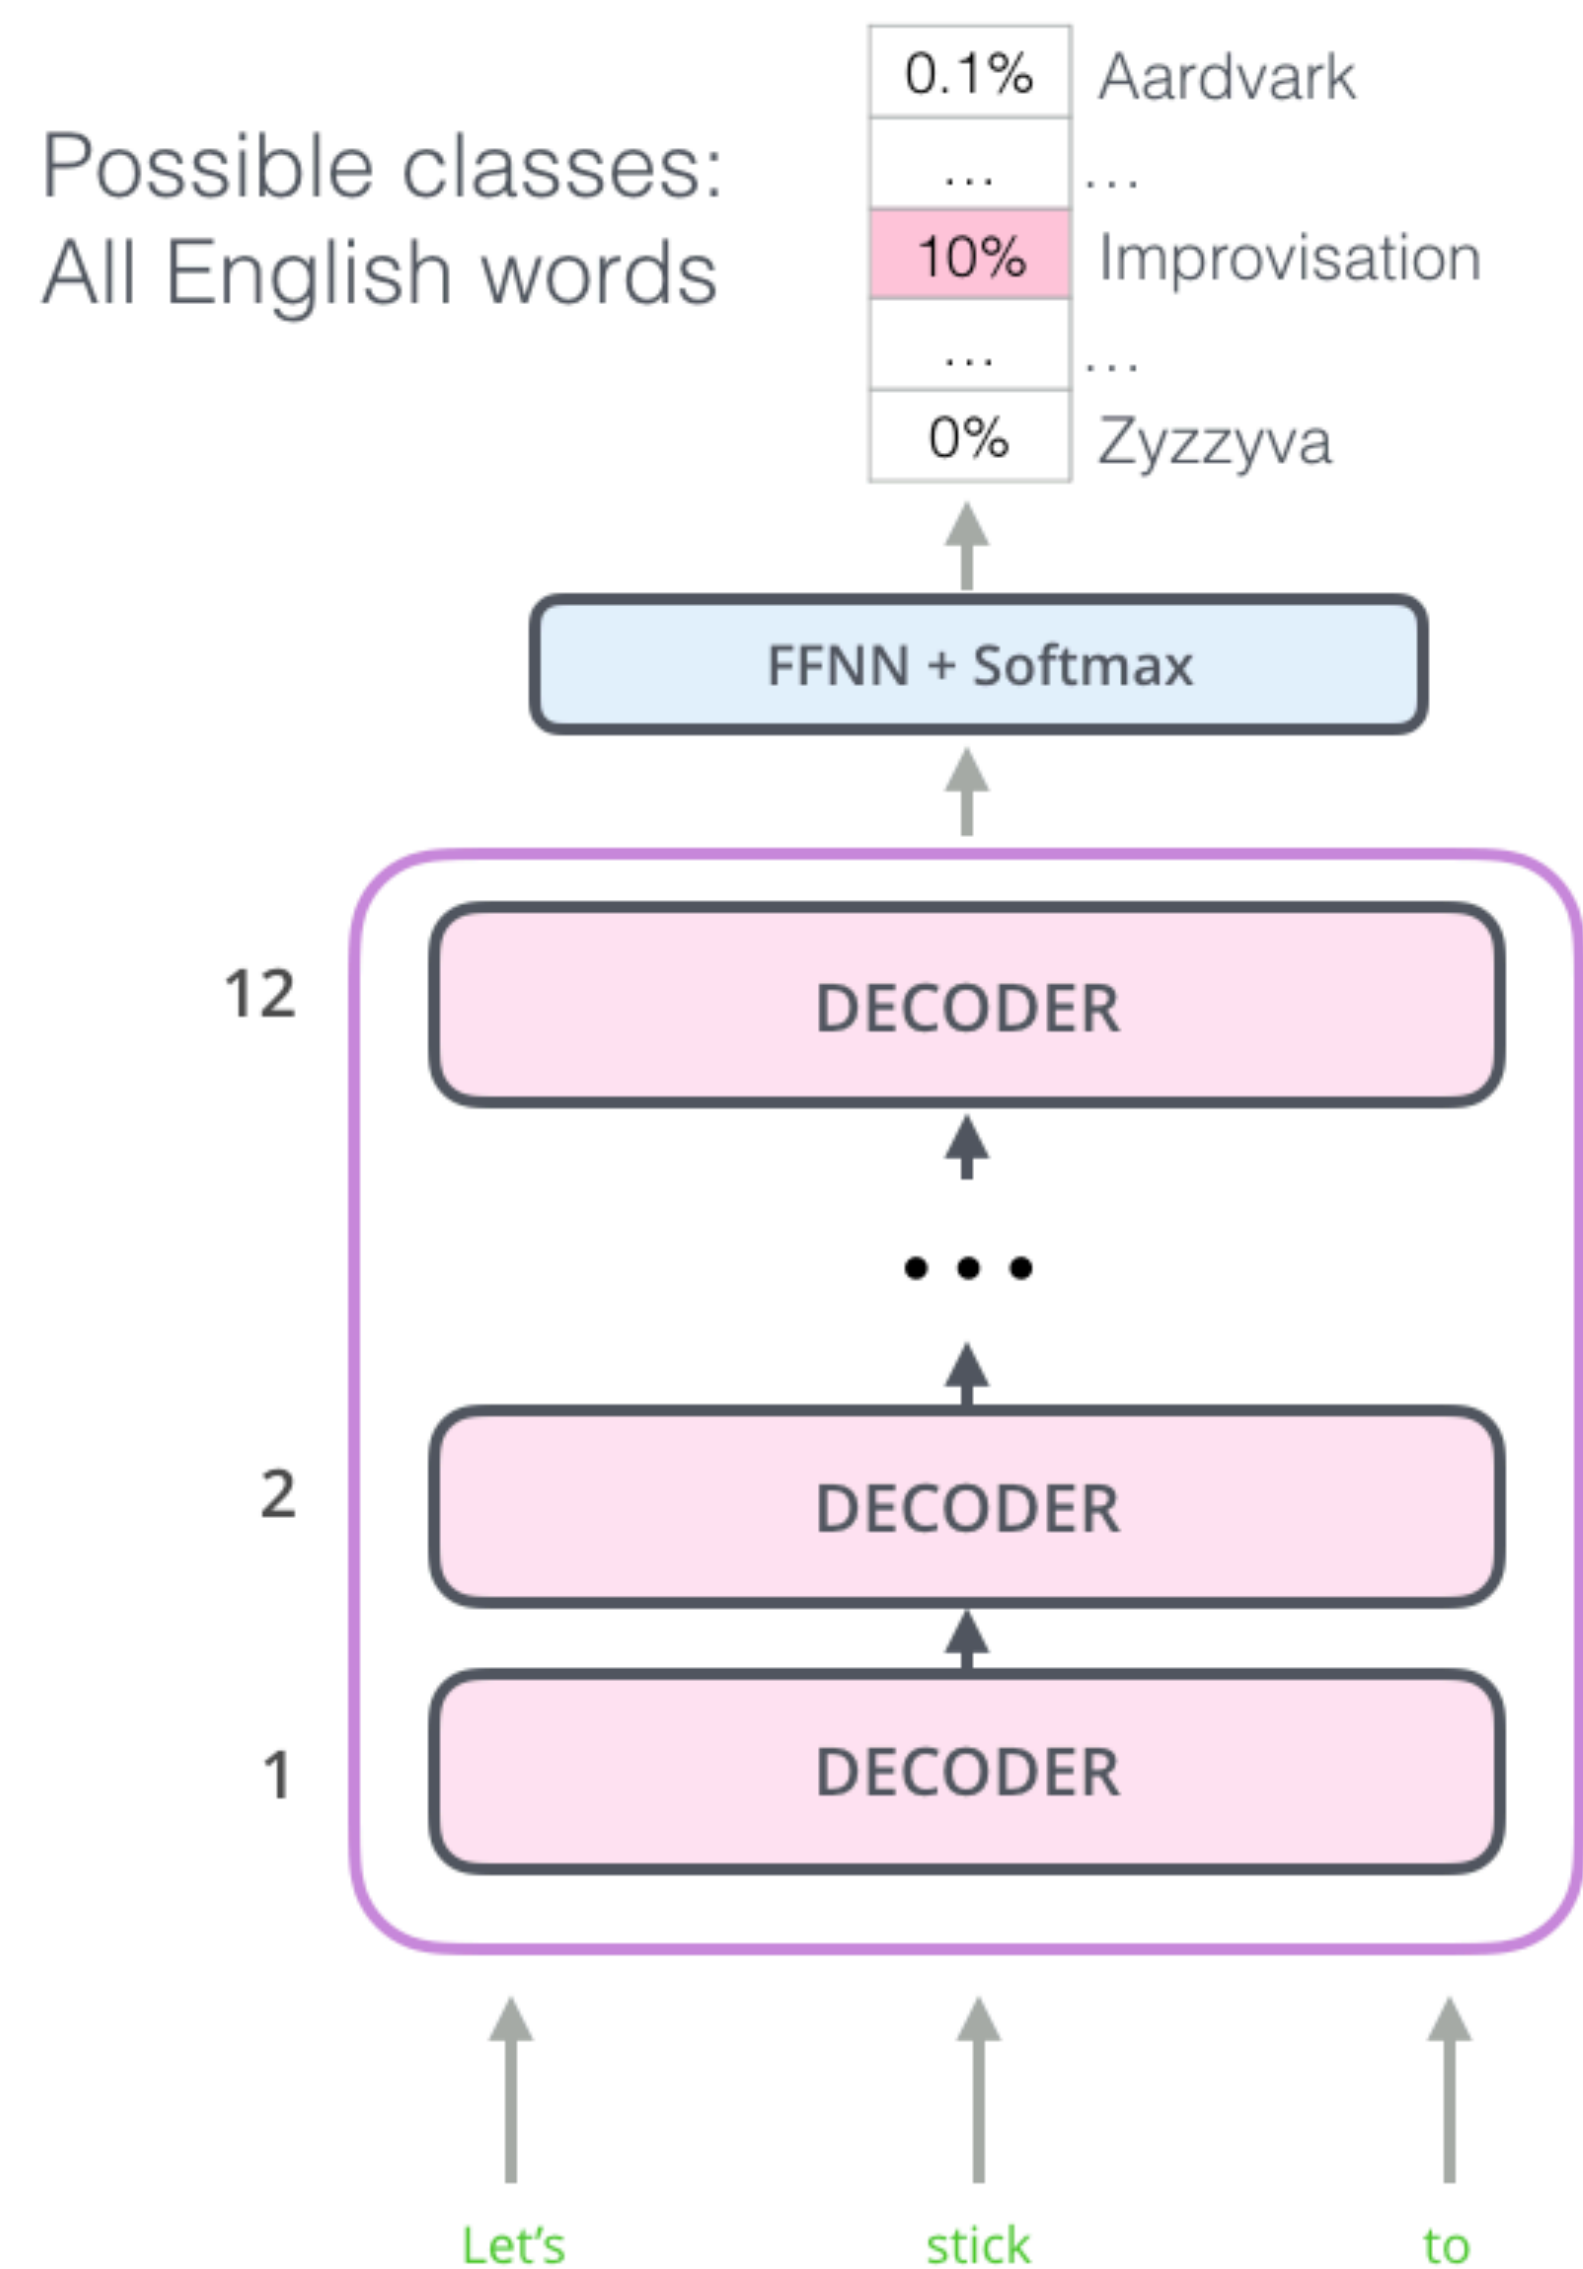 0.1% Aardvark
Possible classes:
... ...
All English words
10% Improvisation
... ...
0% Zyzzyva
FFNN + Softmax
12 DECODER
...
2 DECODER
1 DECODER
Let's stick to